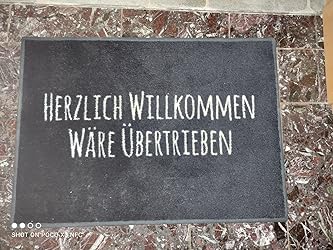 HERZLICH WILLKOMMEN
WÄRE ÜBERTRIEBEN
SHOT ON POCO X3 NFC